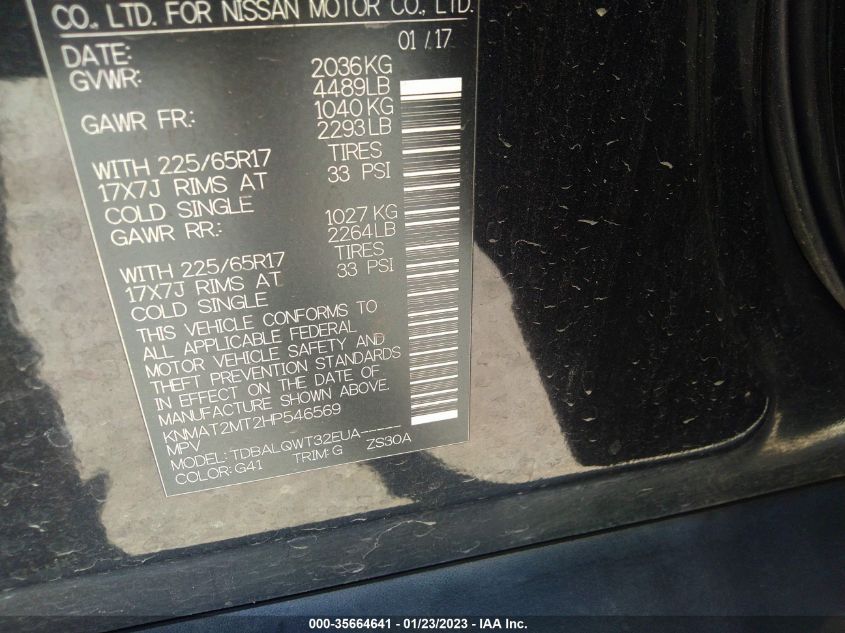 CO. LTD. FOR NISSAN MOTOR CO., LTD.
DATE: 01/17
GVWR: 2036KG
4489LB
GAWR FR.: 1040KG
2293LB
WITH 225/65R17 TIRES
17X7J RIMS AT 33 PSI
COLD SINGLE
GAWR RR.: 1027KG
2264LB
WITH 225/65R17 TIRES
17X7J RIMS AT 33 PSI
COLD SINGLE
THIS VEHICLE CONFORMS TO
ALL APPLICABLE FEDERAL
MOTOR VEHICLE SAFETY AND
THEFT PREVENTION STANDARDS
IN EFFECT ON THE DATE OF
MANUFACTURE SHOWN ABOVE.
KNMAT2MT2HP546569
MPV
MODEL: TDBALQWT32EUA------
COLOR: G41 TRIM: G ZS30A
000-35664641 - 01/23/2023 - IAA Inc.